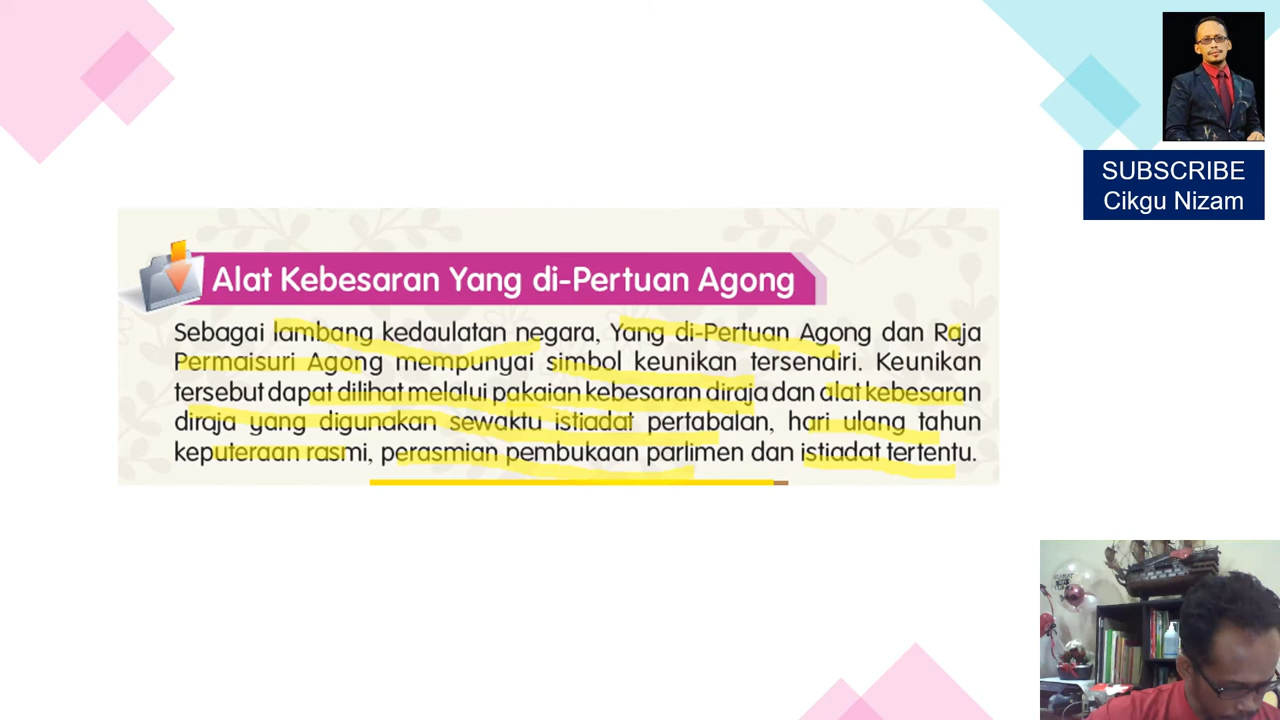 SUBSCRIBE
Cikgu Nizam
Alat Kebesaran Yang di-Pertuan Agong
Sebagai lambang kedaulatan negara, Yang di-Pertuan Agong dan Raja
Permaisuri Agong mempunyai simbol keunikan tersendiri. Keunikan
tersebut dapat dilihat melalui pakaian kebesaran diraja dan alat kebesaran
diraja yang digunakan sewaktu istiadat pertabalan, hari ulang tahun
keputeraan rasmi, perasmian pembukaan parlimen dan istiadat tertentu.